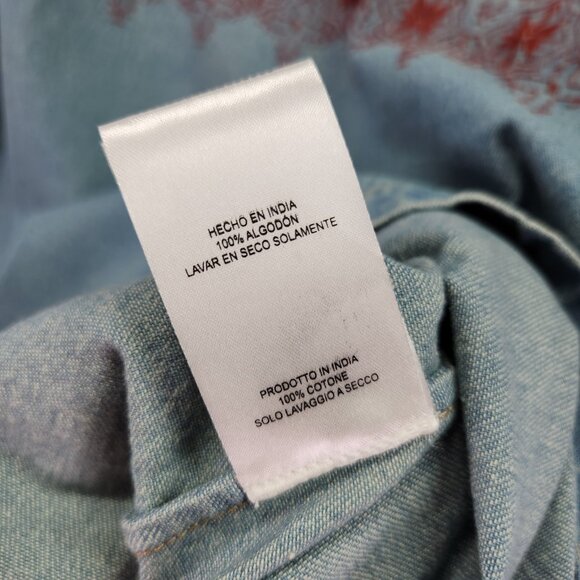 HECHO EN INDIA
100% ALGODÓN
LAVAR EN SECO SOLAMENTE
PRODOTTO IN INDIA
100% COTONE
SOLO LAVAGGIO A SECCO